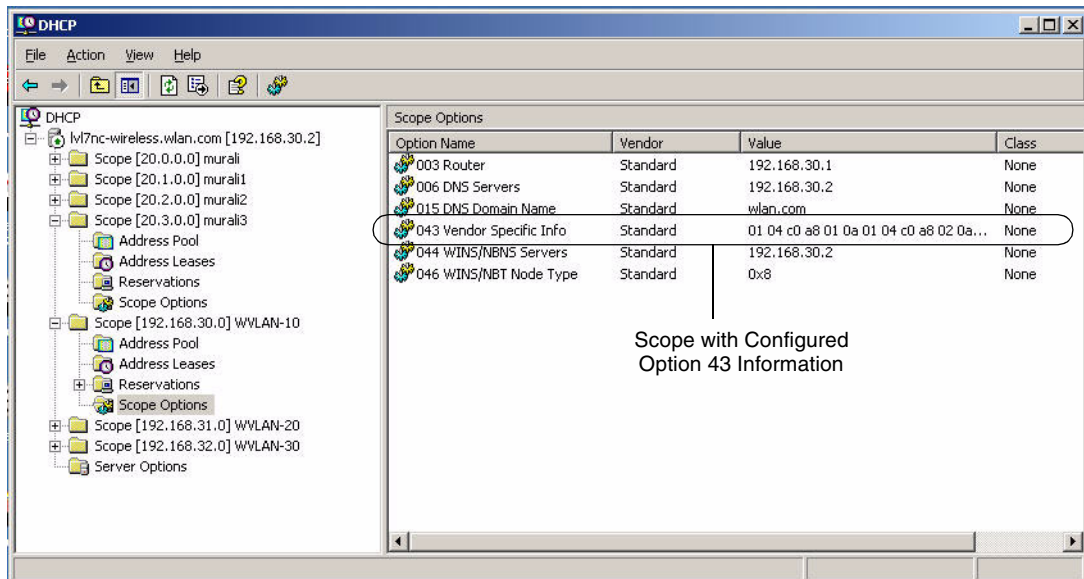 DHCP
File Action View Help
DHCP
lvl7nc-wireless.wlan.com [192.168.30.2]
Scope [20.0.0.0] murali
Scope [20.1.0.0] murali1
Scope [20.2.0.0] murali2
Scope [20.3.0.0] murali3
Address Pool
Address Leases
Reservations
Scope Options
Scope [192.168.30.0] WVLAN-10
Address Pool
Address Leases
Reservations
Scope Options
Scope [192.168.31.0] WVLAN-20
Scope [192.168.32.0] WVLAN-30
Server Options
Scope Options
Option Name Vendor Value Class
003 Router Standard 192.168.30.1 None
006 DNS Servers Standard 192.168.30.2 None
015 DNS Domain Name Standard wlan.com None
043 Vendor Specific Info Standard 01 04 c0 a8 01 0a 01 04 c0 a8 02 0a... None
044 WINS/NBNS Servers Standard 192.168.30.2 None
046 WINS/NBT Node Type Standard 0x8 None
Scope with Configured
Option 43 Information